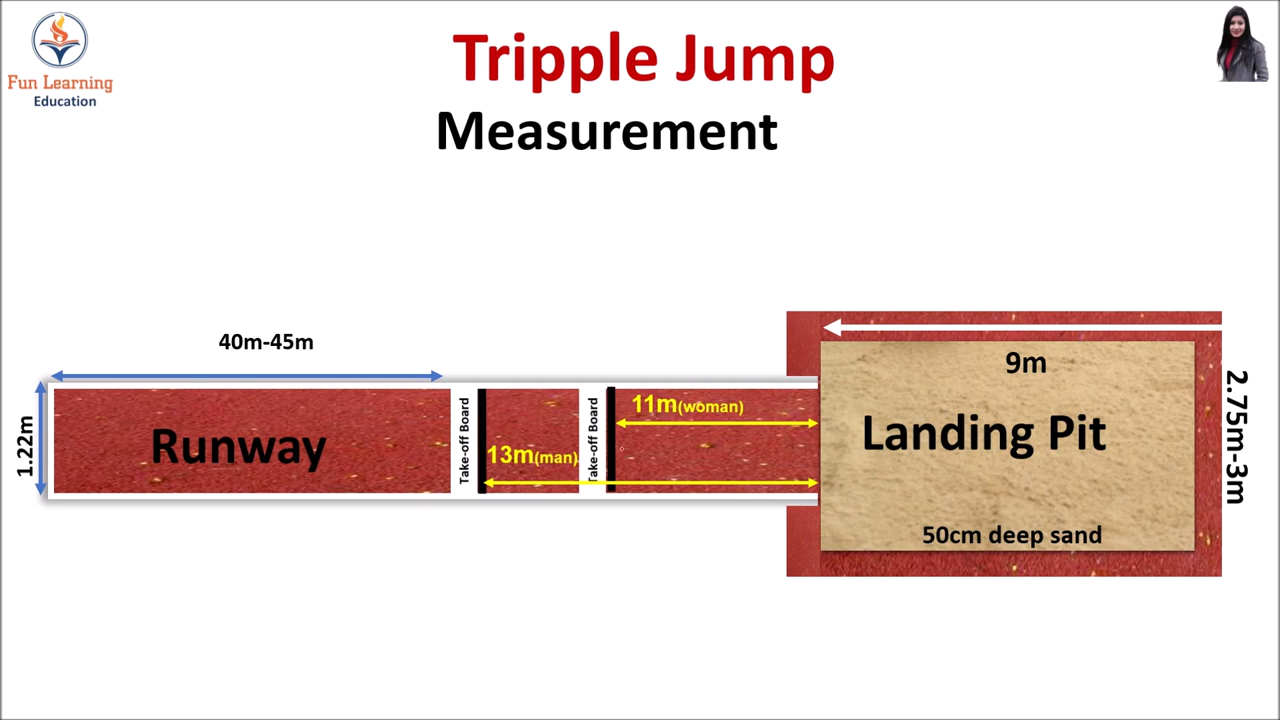 Fun Learning
Education
Tripple Jump
Measurement
40m-45m
1.22m
Runway
Take-off Board
13m(man)
Take-off Board
11m(woman)
9m
Landing Pit
50cm deep sand
2.75m-3m